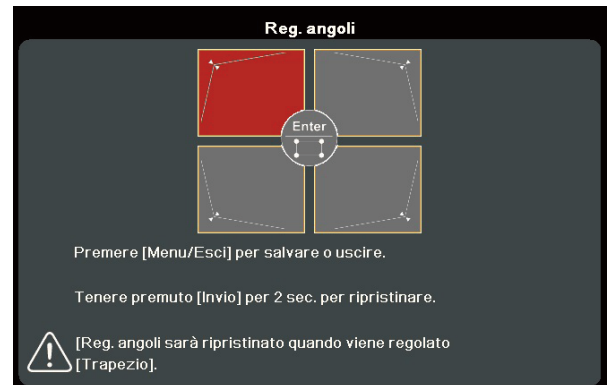 Reg. angoli
Enter
Premere [Menu/Esci] per salvare o uscire.
Tenere premuto [Invio] per 2 sec. per ripristinare.
[Reg. angoli sarà ripristinato quando viene regolato
[Trapezio].